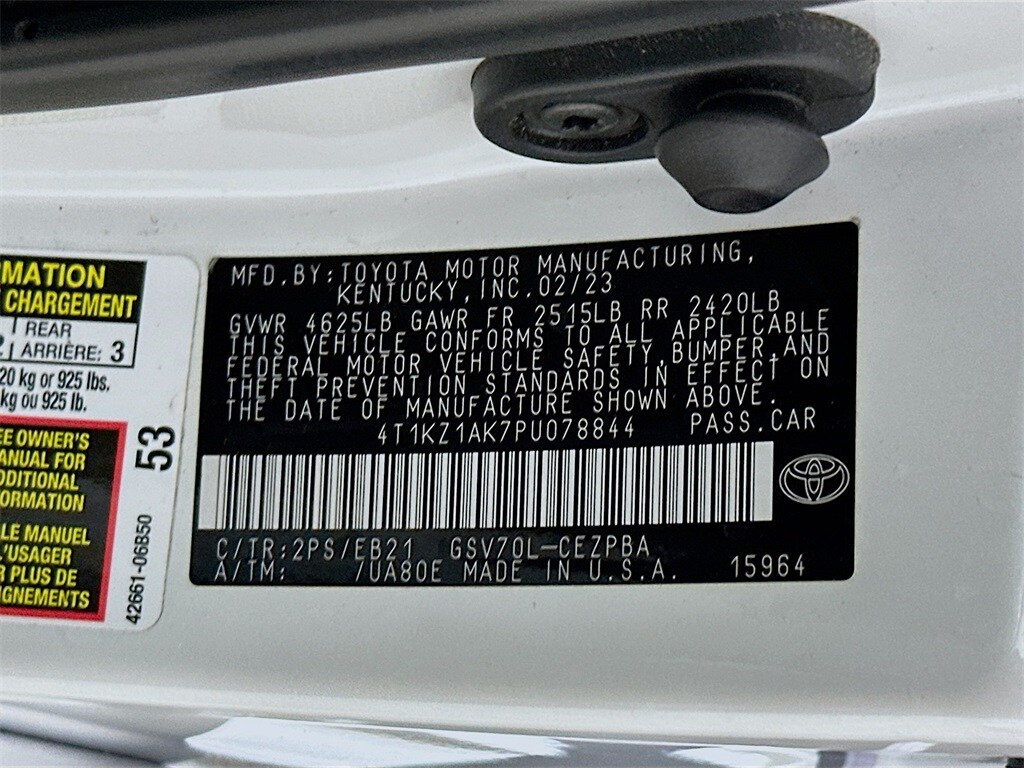 RMATION
CHARGEMENT
REAR
ARRIÈRE: 3
20 kg or 925 lbs.
kg ou 925 lb.
EE OWNER'S
ANUAL FOR
DDITIONAL
FORMATION
LE MANUEL
L'USAGER
R PLUS DE
IGNEMENTS
53
42661-06B50
MFD.BY:TOYOTA MOTOR MANUFACTURING,
KENTUCKY,INC.02/23
GVWR 4625LB GAWR FR 2515LB RR 2420LB
THIS VEHICLE CONFORMS TO ALL APPLICABLE
FEDERAL MOTOR VEHICLE SAFETY,BUMPER,AND
THEFT PREVENTION STANDARDS IN EFFECT ON
THE DATE OF MANUFACTURE SHOWN ABOVE.
4T1KZ1AK7PU078844 PASS.CAR
C/TR:2PS/EB21 GSV70L-CEZPBA
A/TM: /UA80E MADE IN U.S.A. 15964